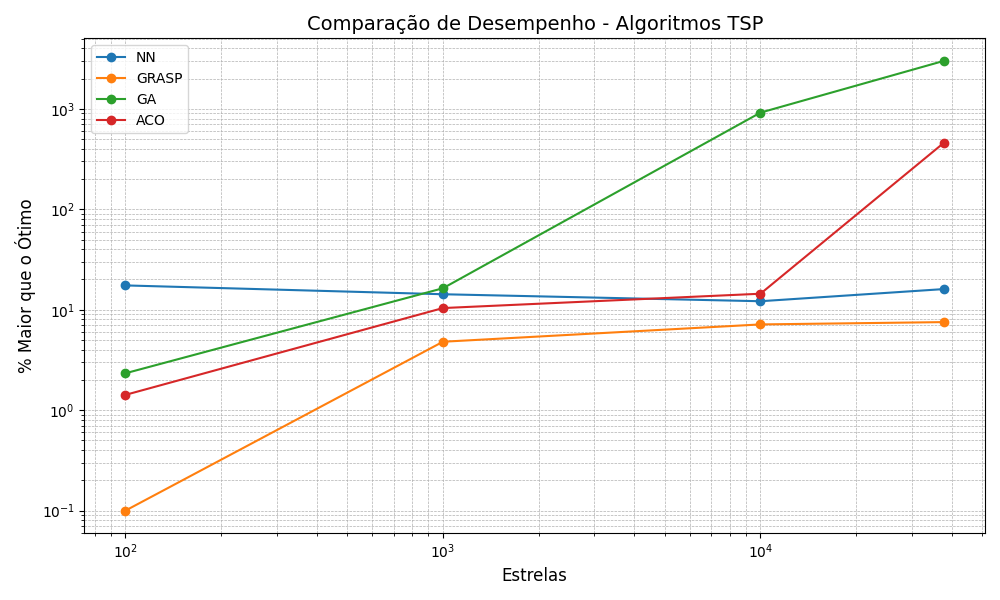 Comparação de Desempenho - Algoritmos TSP
NN
GRASP
GA
ACO
% Maior que o Ótimo
10³
10²
10¹
10⁰
10⁻¹
10²
10³
10⁴
Estrelas